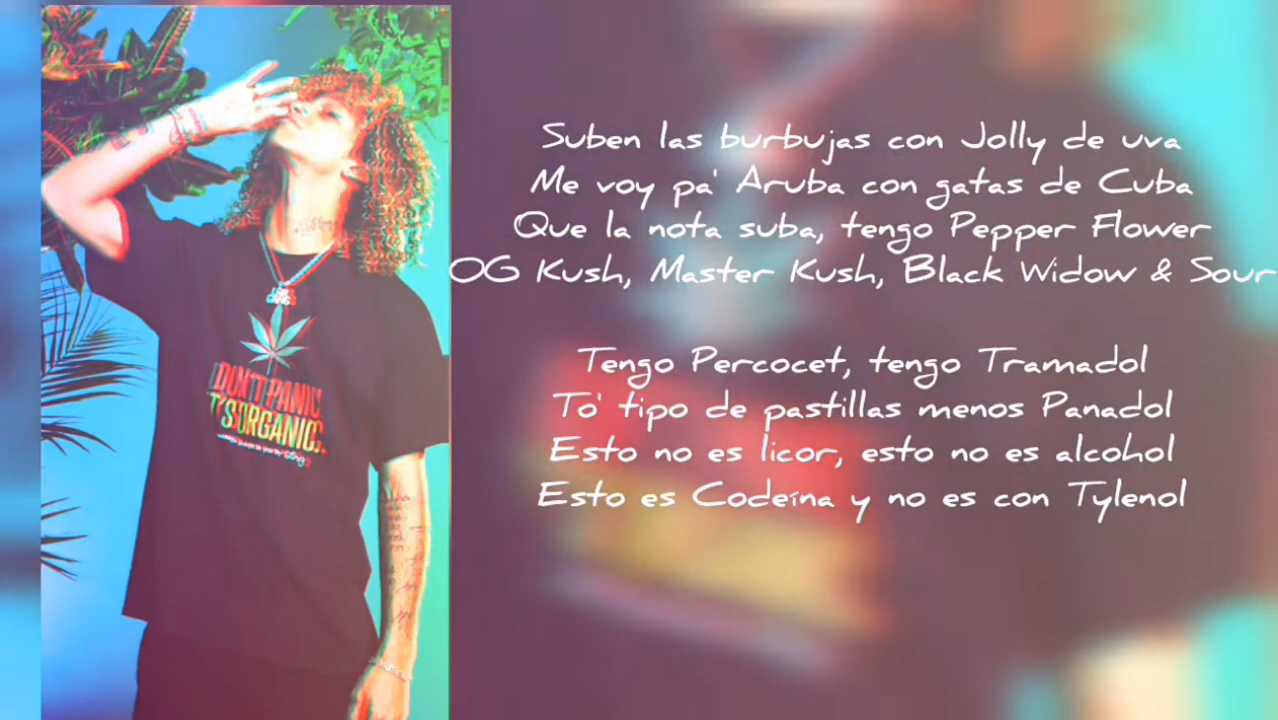 Suben las burbujas con Jolly de uva
Me voy pa' Aruba con gatas de Cuba
Que la nota suba, tengo Pepper Flower
OG Kush, Master Kush, Black Widow & Sour
Tengo Percocet, tengo Tramadol
To' tipo de pastillas menos Panadol
Esto no es licor, esto no es alcohol
Esto es Codeína y no es con Tylenol
DON'T PANIC!
IT'S ORGANIC.